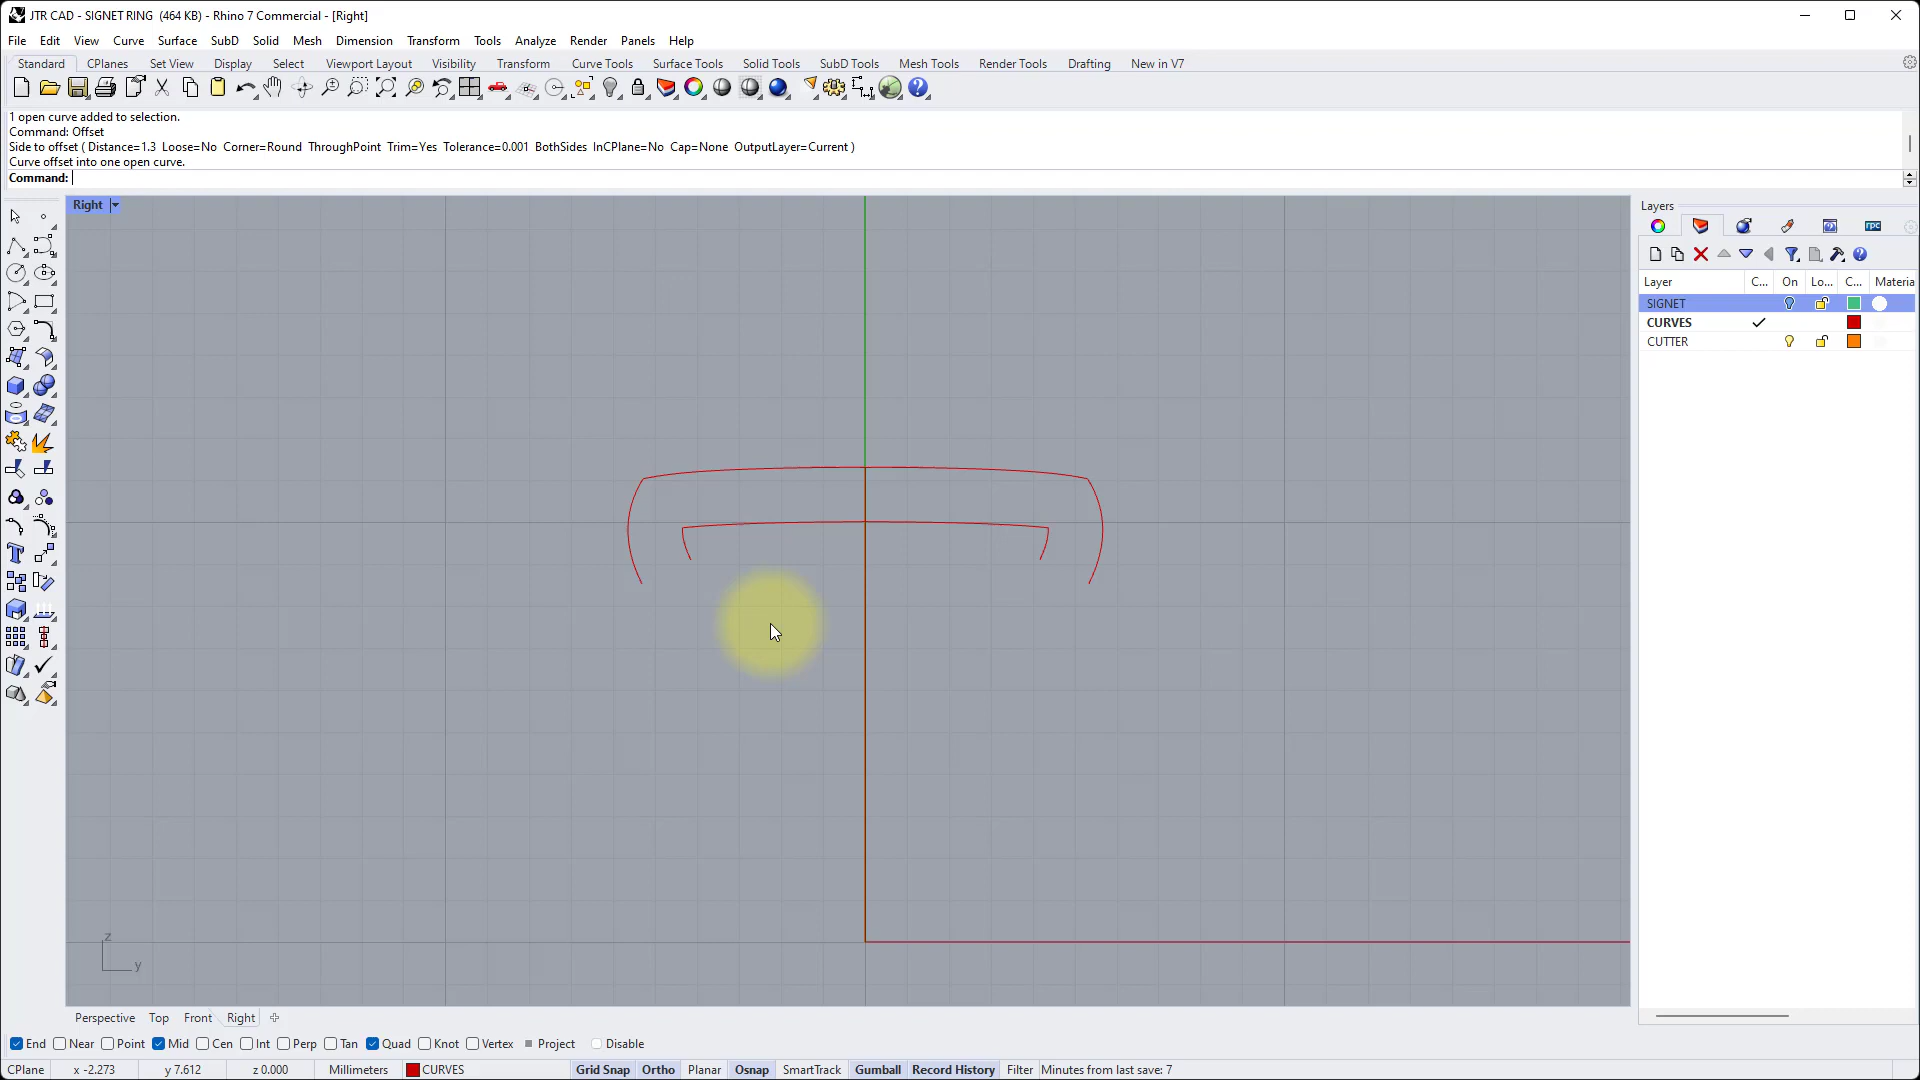 JTR CAD - SIGNET RING (464 KB) - Rhino 7 Commercial - [Right]
File Edit View Curve Surface SubD Solid Mesh Dimension Transform Tools Analyze Render Panels Help
Standard CPlanes Set View Display Select Viewport Layout Visibility Transform Curve Tools Surface Tools Solid Tools SubD Tools Mesh Tools Render Tools Drafting New in V7
1 open curve added to selection.
Command: Offset
Side to offset ( Distance=1.3 Loose=No Corner=Round ThroughPoint Trim=Yes Tolerance=0.001 BothSides InCPlane=No Cap=None OutputLayer=Current )
Curve offset into one open curve.
Command:
Right
Layers
rpc
Layer C... On Lo... C... Materia
SIGNET
CURVES
CUTTER
z
y
Perspective Top Front Right
End Near Point Mid Cen Int Perp Tan Quad Knot Vertex Project Disable
CPlane x -2.273 y 7.612 z 0.000 Millimeters CURVES Grid Snap Ortho Planar Osnap SmartTrack Gumball Record History Filter Minutes from last save: 7